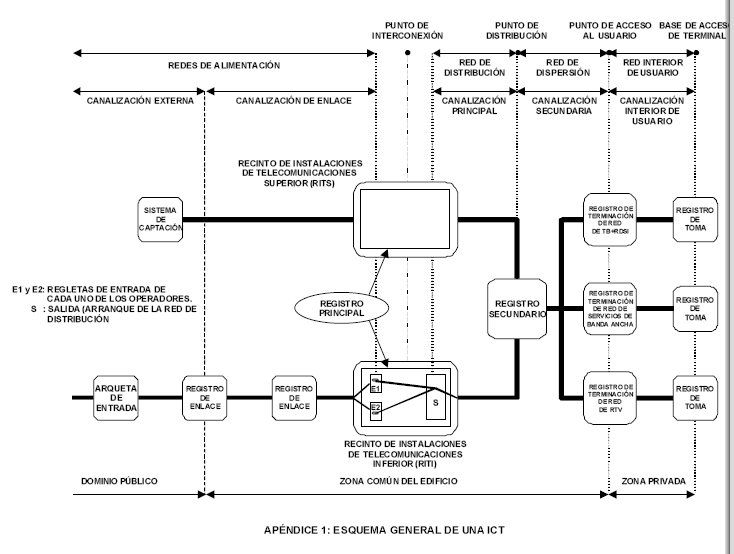 PUNTO DE
INTERCONEXIÓN
PUNTO DE
DISTRIBUCIÓN
PUNTO DE ACCESO
AL USUARIO
BASE DE ACCES
DE TERMINAL
REDES DE ALIMENTACIÓN
RED DE
DISTRIBUCIÓN
RED DE
DISPERSIÓN
RED INTERIOR
DE USUARIO
CANALIZACIÓN EXTERNA
CANALIZACIÓN DE ENLACE
CANALIZACIÓN
PRINCIPAL
CANALIZACIÓN
SECUNDARIA
CANALIZACIÓN
INTERIOR DE
USUARIO
RECINTO DE INSTALACIONES
DE TELECOMUNICACIONES
SUPERIOR (RITS)
SISTEMA
DE
CAPTACIÓN
REGISTRO DE
TERMINACIÓN
DE RED
DE TB+RDSI
REGISTRO
DE
TOMA
E1 y E2: REGLETAS DE ENTRADA DE
CADA UNO DE LOS OPERADORES.
S : SALIDA (ARRANQUE DE LA RED DE
DISTRIBUCIÓN
REGISTRO
PRINCIPAL
REGISTRO
SECUNDARIO
REGISTRO DE
TERMINACIÓN
DE RED DE
SERVICIOS DE
BANDA ANCHA
REGISTRO
DE
TOMA
ARQUETA
DE
ENTRADA
REGISTRO
DE
ENLACE
REGISTRO
DE
ENLACE
E1
E2
S
REGISTRO DE
TERMINACIÓN
DE RED
DE RTV
REGISTRO
DE
TOMA
RECINTO DE INSTALACIONES
DE TELECOMUNICACIONES
INFERIOR (RITI)
DOMINIO PÚBLICO
ZONA COMÚN DEL EDIFICIO
ZONA PRIVADA
APÉNDICE 1: ESQUEMA GENERAL DE UNA ICT